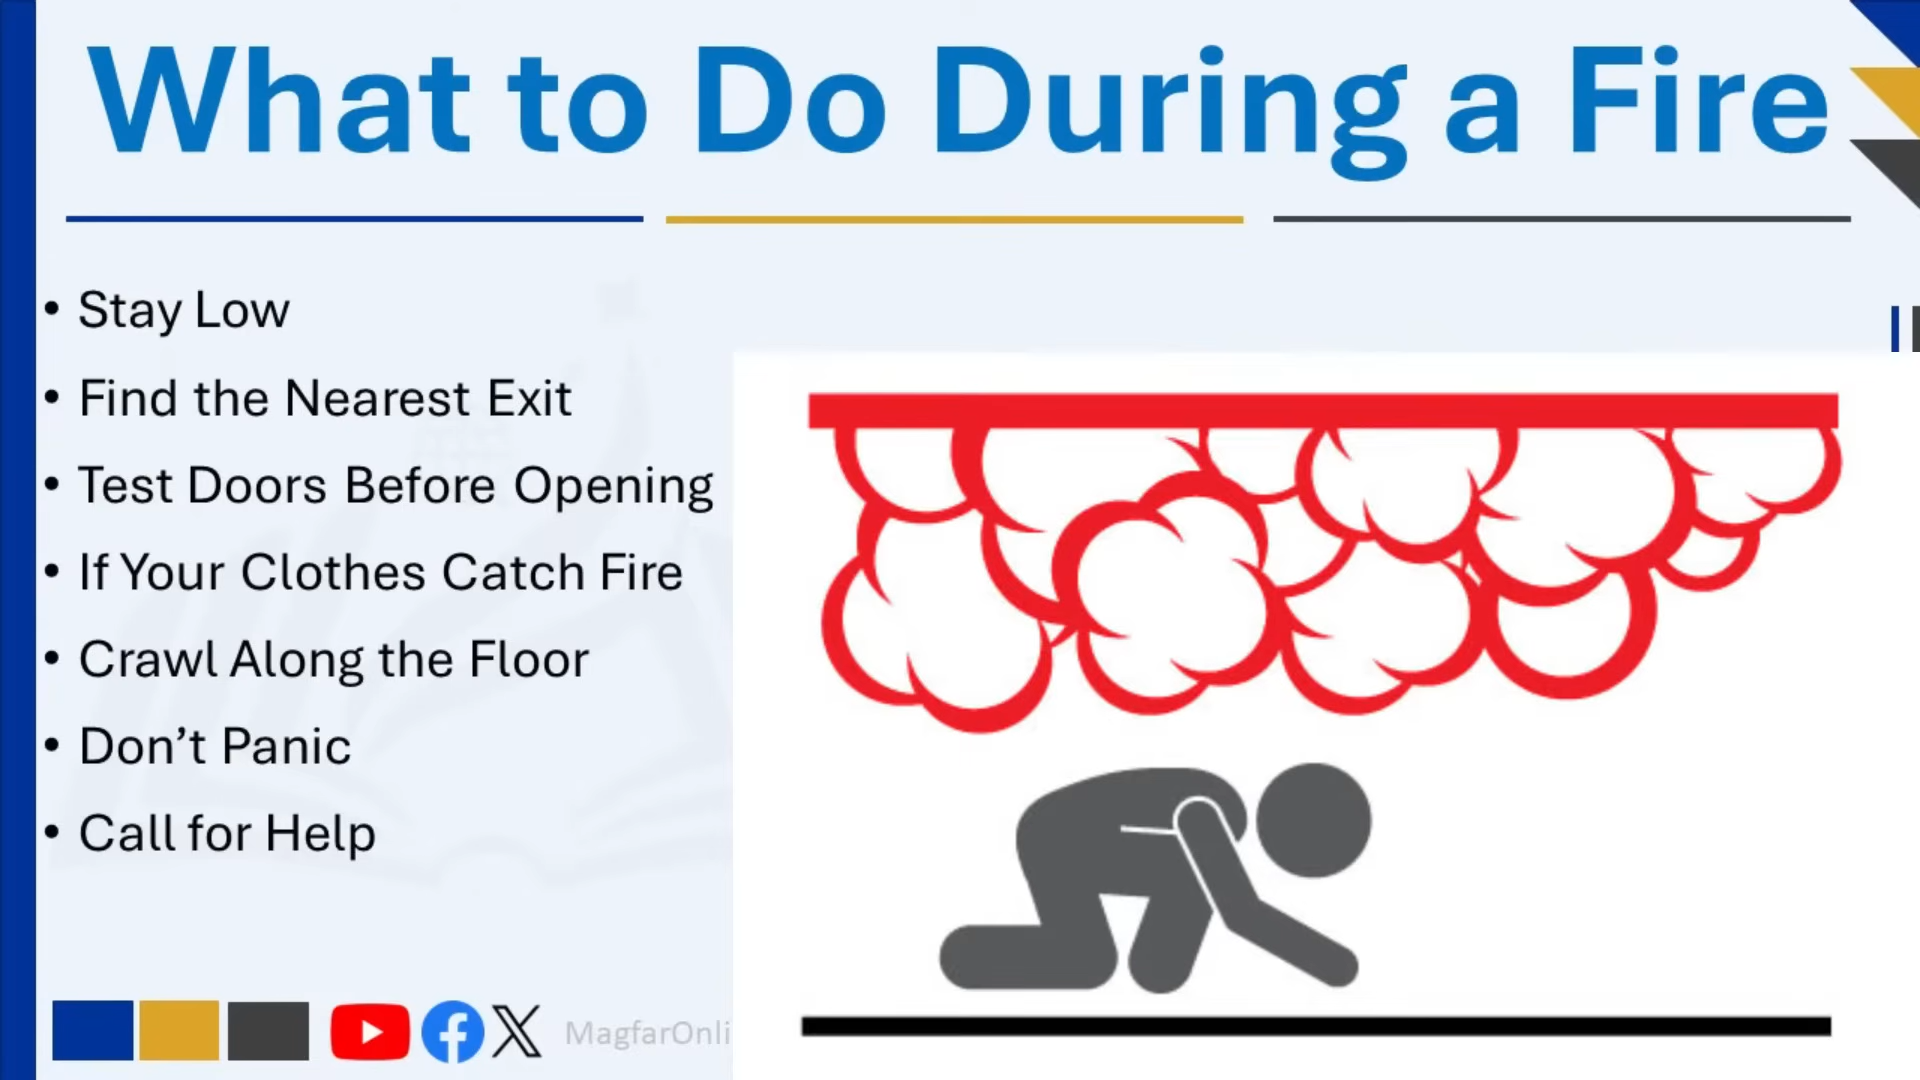 What to Do During a Fire
• Stay Low
• Find the Nearest Exit
• Test Doors Before Opening
• If Your Clothes Catch Fire
• Crawl Along the Floor
• Don’t Panic
• Call for Help
MagfarOnli